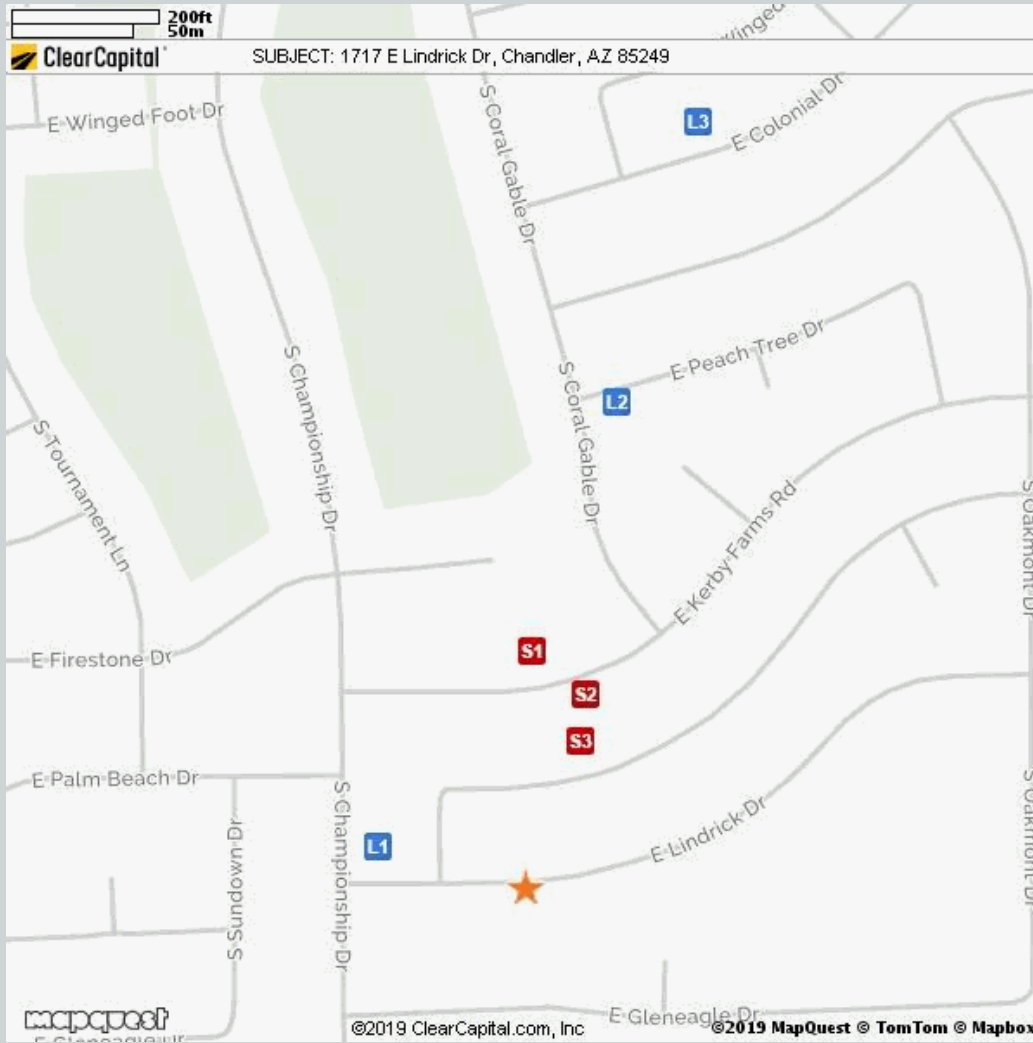 200ft
50m
ClearCapital
SUBJECT: 1717 E Lindrick Dr, Chandler, AZ 85249
E Winged Foot Dr
S Coral Gable Dr
L3
E Colonial Dr
S Championship Dr
E Peach Tree Dr
L2
S Coral Gable Dr
S Tournament Ln
E Kerby Farms Rd
S Oakmont Dr
E Firestone Dr
S1
S2
S3
E Palm Beach Dr
S Championship Dr
L1
S Sundown Dr
E Lindrick Dr
S Oakmont Dr
mapquest
©2019 ClearCapital.com, Inc
E Gleneagle Dr
©2019 MapQuest © TomTom © Mapbox
E Gleneagle Dr